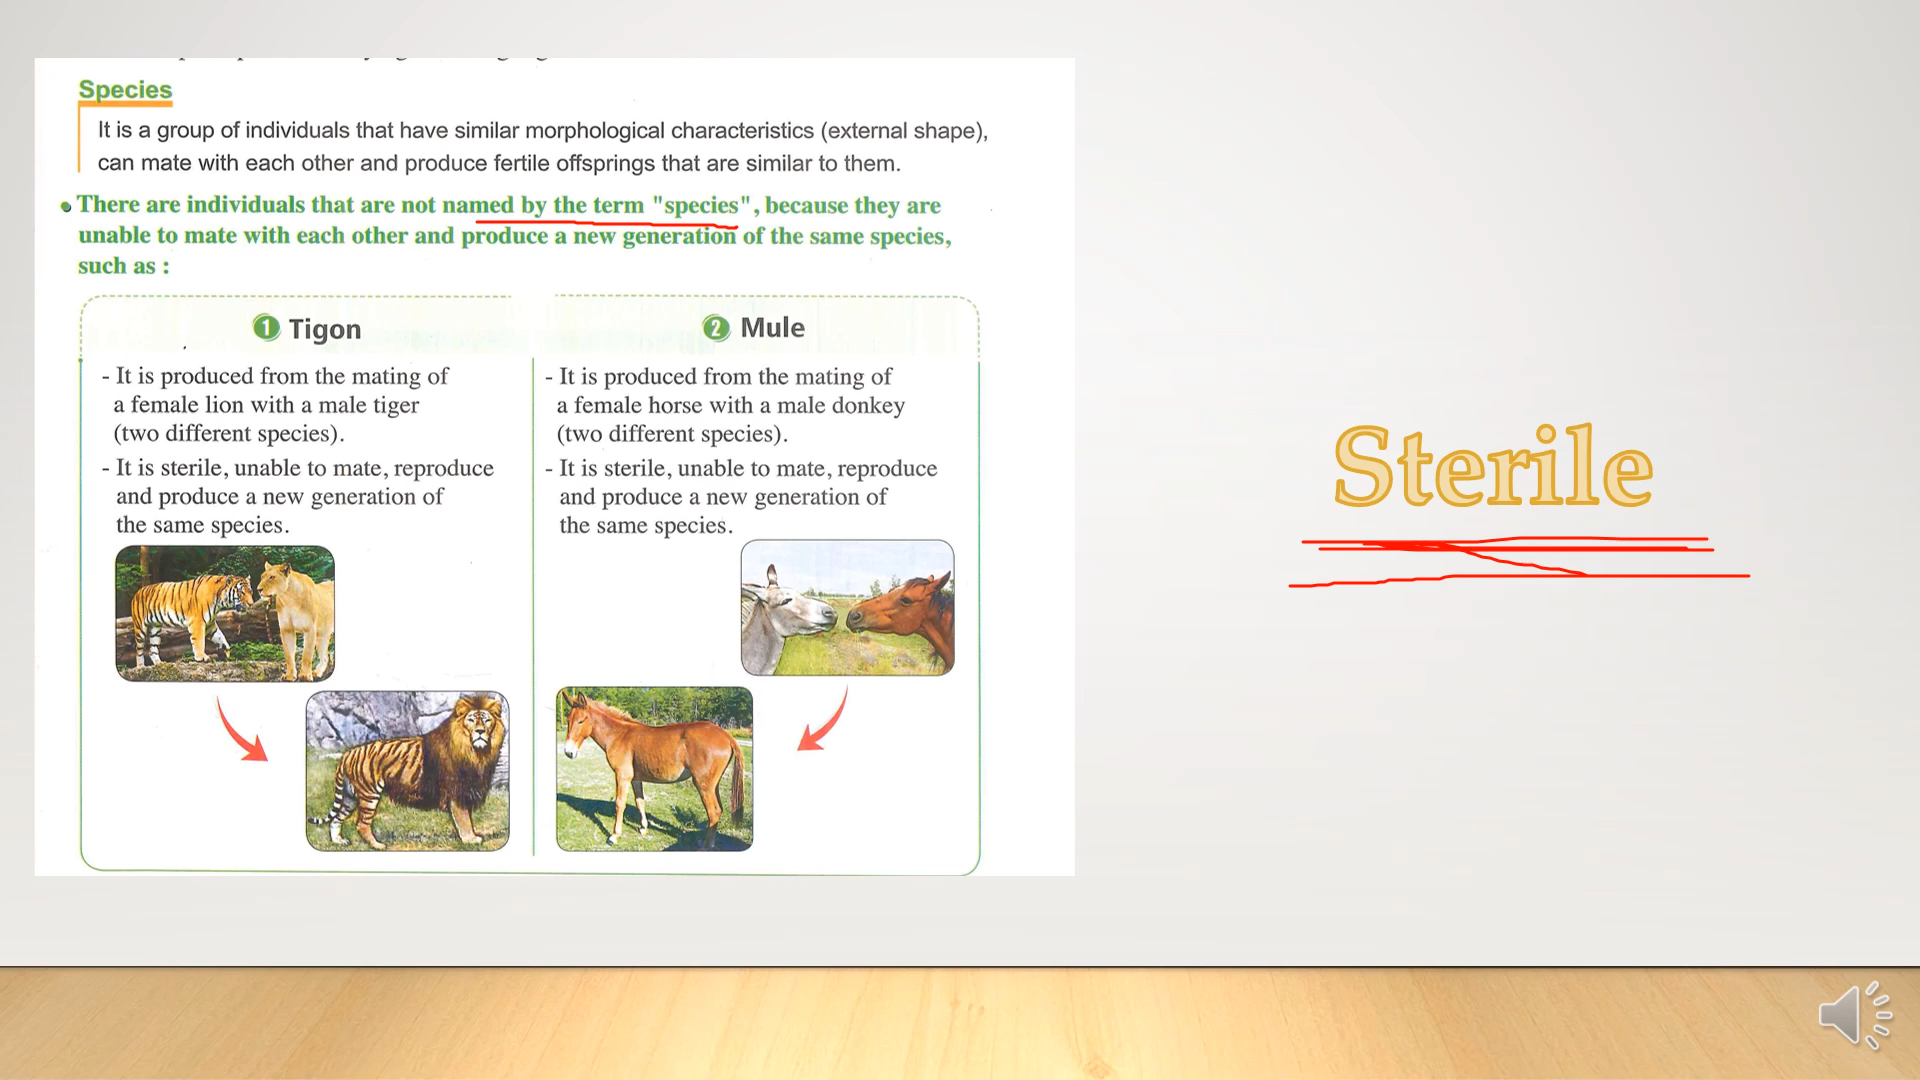 Species
It is a group of individuals that have similar morphological characteristics (external shape),
can mate with each other and produce fertile offsprings that are similar to them.
• There are individuals that are not named by the term "species", because they are
unable to mate with each other and produce a new generation of the same species,
such as :
1 Tigon
- It is produced from the mating of
a female lion with a male tiger
(two different species).
- It is sterile, unable to mate, reproduce
and produce a new generation of
the same species.
2 Mule
- It is produced from the mating of
a female horse with a male donkey
(two different species).
- It is sterile, unable to mate, reproduce
and produce a new generation of
the same species.
Sterile